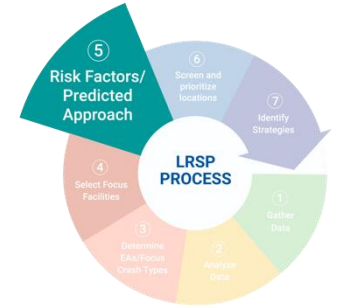 LRSP
PROCESS
1
Gather
Data
2
Analyze
Data
3
Determine
EAs/Focus
Crash Types
4
Select Focus
Facilities
5
Risk Factors/
Predicted
Approach
6
Screen and
prioritize
locations
7
Identify
Strategies